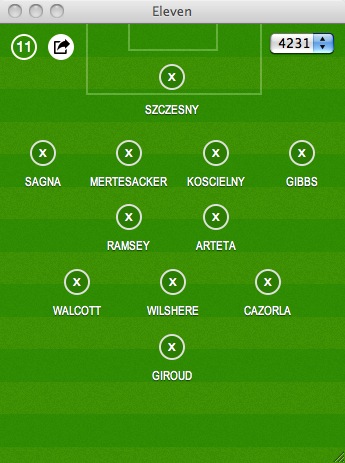 Eleven
11
4231
X
SZCZESNY
X X X X
SAGNA MERTESACKER KOSCIELNY GIBBS
X X
RAMSEY ARTETA
X X X
WALCOTT WILSHERE CAZORLA
X
GIROUD